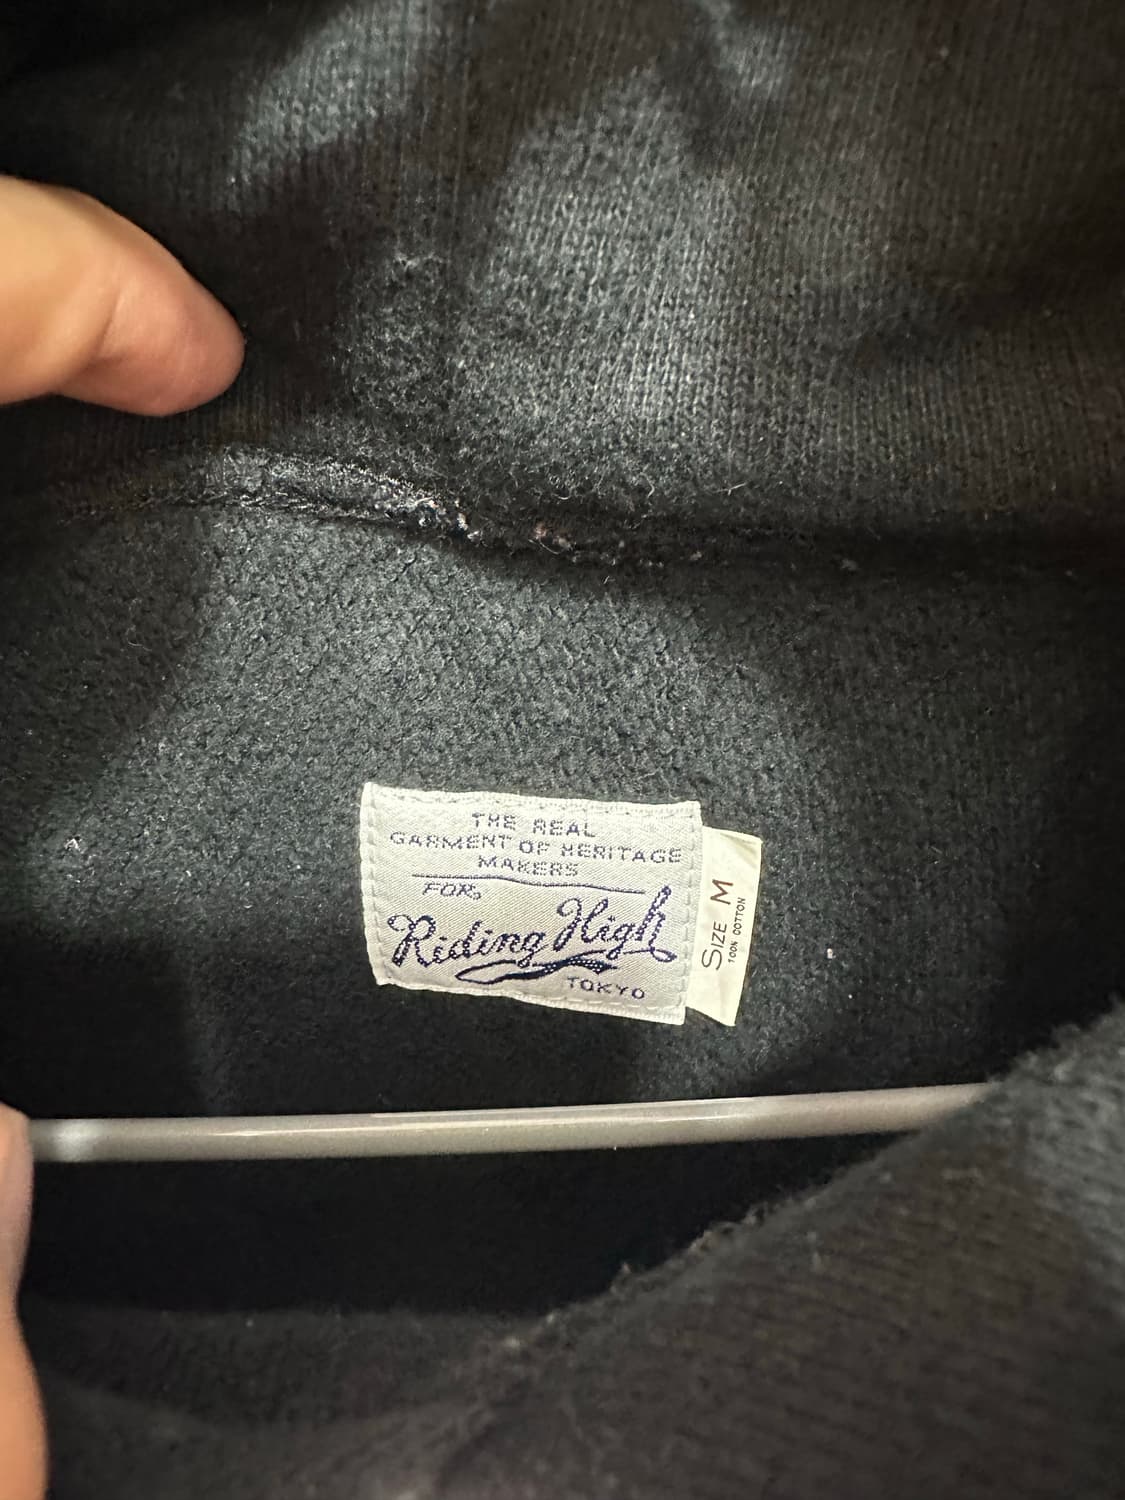 THE REAL
GARMENT OF HERITAGE
MAKERS
FOR
Riding High
TOKYO
SIZE M
100% COTTON